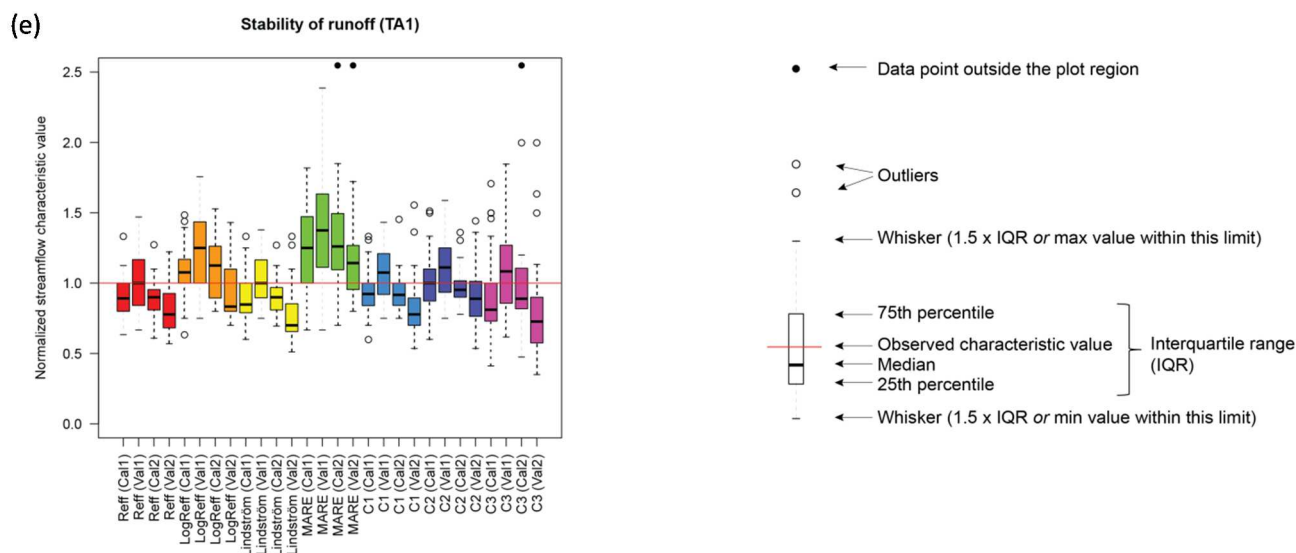 (e)
Stability of runoff (TA1)
Normalized streamflow characteristic value
2.5
2.0
1.5
1.0
0.5
0.0
Reff (Cal1)
Reff (Val1)
Reff (Cal2)
Reff (Val2)
LogReff (Cal1)
LogReff (Val1)
LogReff (Cal2)
LogReff (Val2)
Lindström (Cal1)
Lindström (Val1)
Lindström (Cal2)
Lindström (Val2)
MARE (Cal1)
MARE (Val1)
MARE (Cal2)
MARE (Val2)
C1 (Cal1)
C1 (Val1)
C1 (Cal2)
C1 (Val2)
C2 (Cal1)
C2 (Val1)
C2 (Cal2)
C2 (Val2)
C3 (Cal1)
C3 (Val1)
C3 (Cal2)
C3 (Val2)
Data point outside the plot region
Outliers
Whisker (1.5 x IQR or max value within this limit)
75th percentile
Observed characteristic value
Median
25th percentile
Interquartile range
(IQR)
Whisker (1.5 x IQR or min value within this limit)